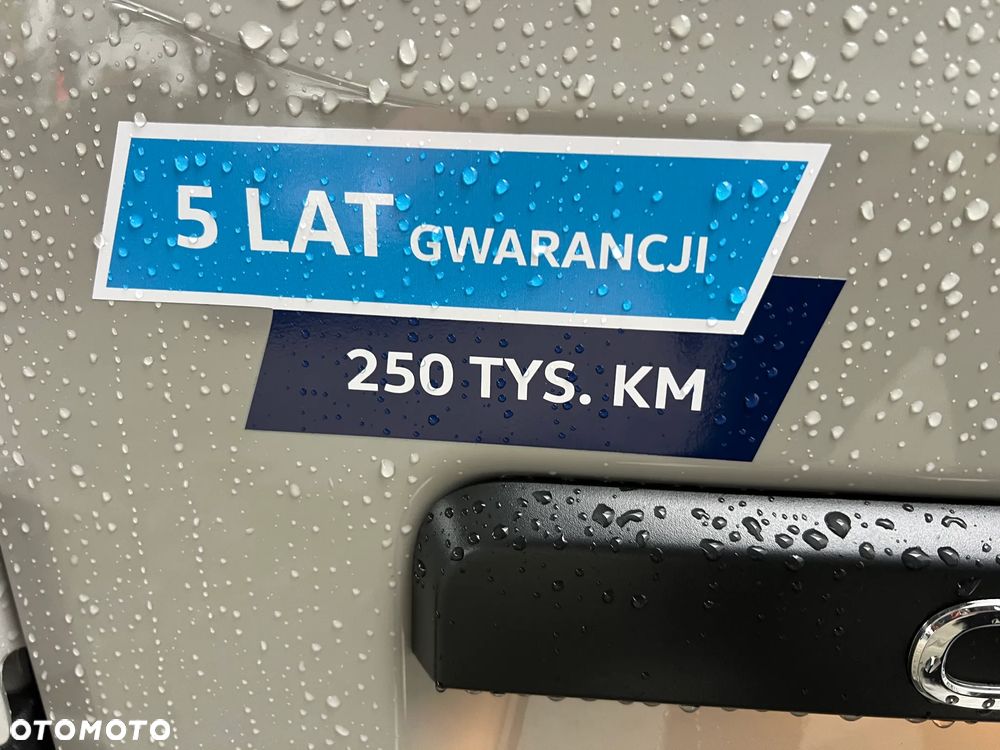 5 LAT GWARANCJI
250 TYS. KM
OTOMOTO